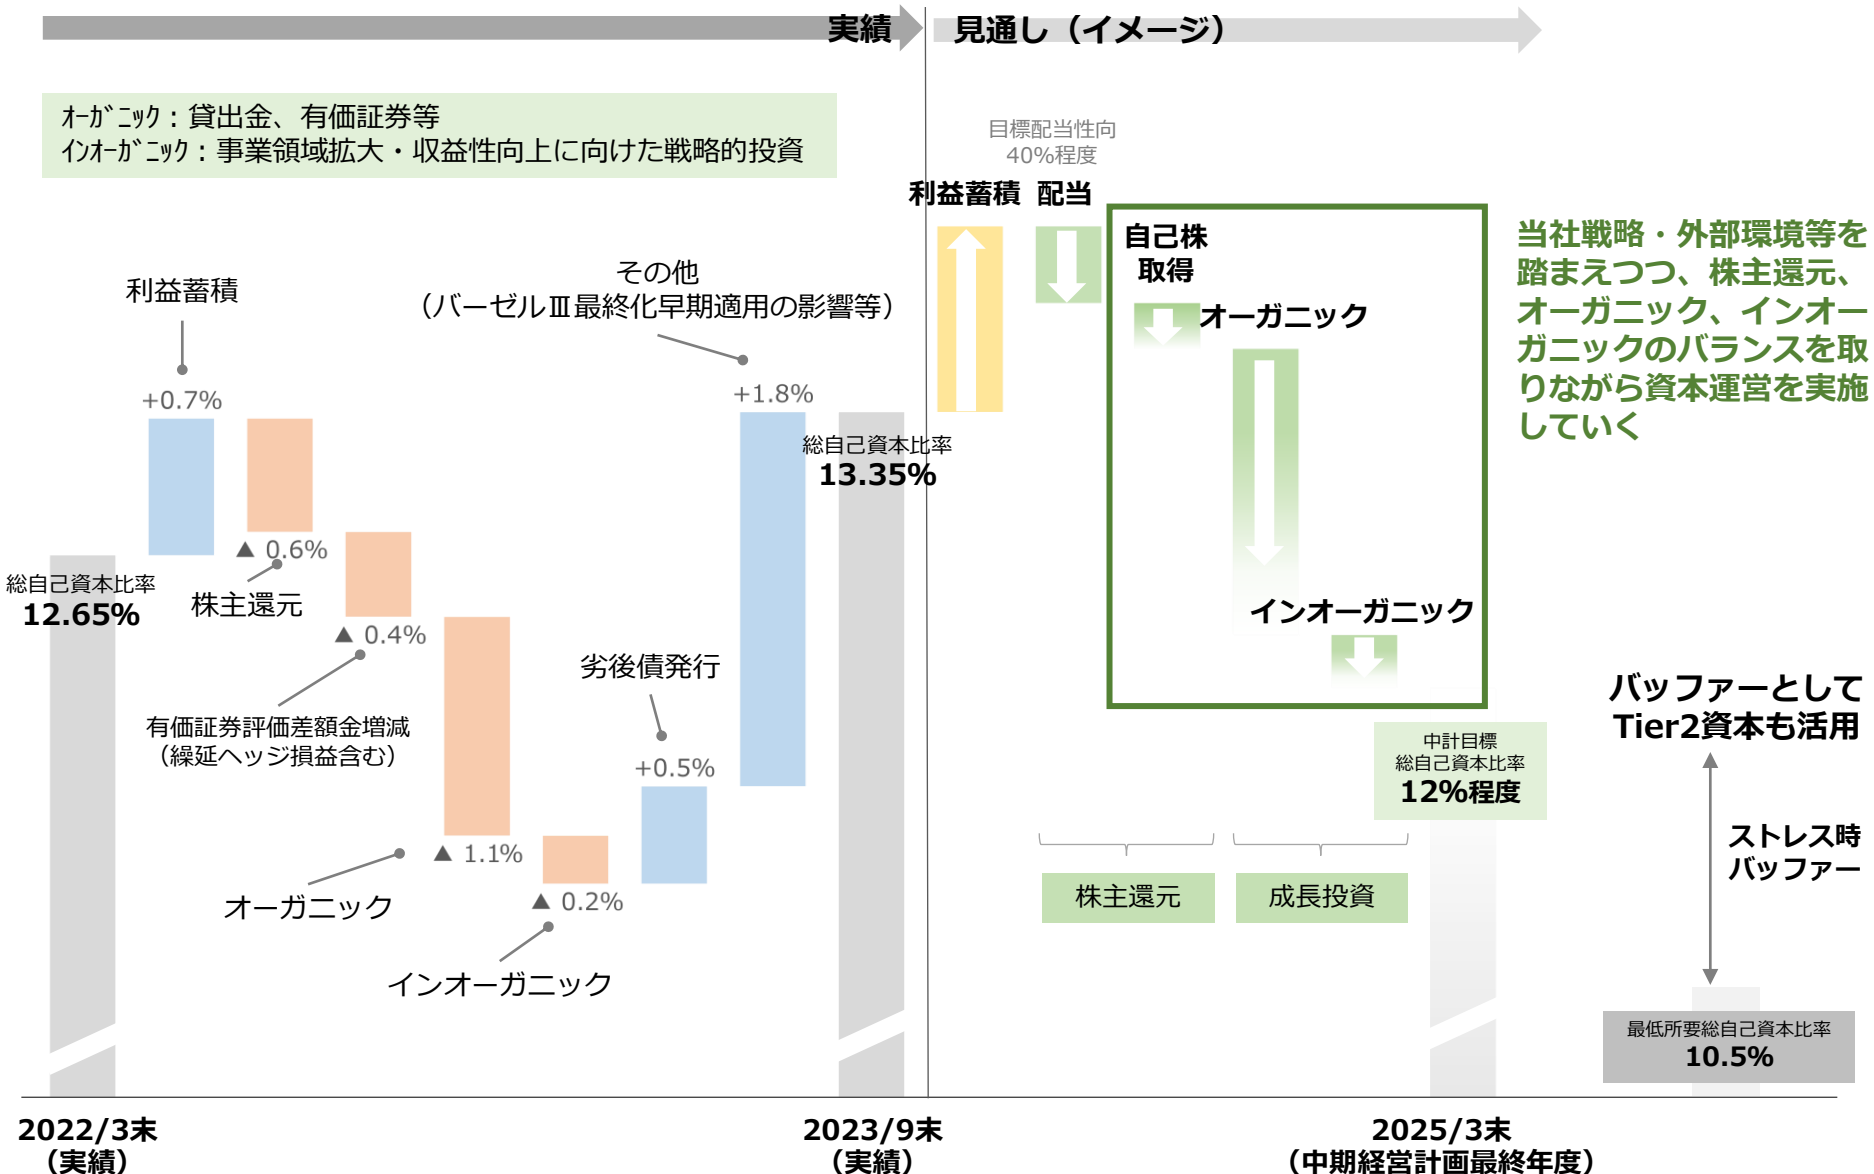 実績
見通し（イメージ）
ｵｰｶﾞﾆｯｸ：貸出金、有価証券等
ｲﾝｵｰｶﾞﾆｯｸ：事業領域拡大・収益性向上に向けた戦略的投資
利益蓄積
+0.7%
総自己資本比率
12.65%
▲ 0.6%
株主還元
▲ 0.4%
有価証券評価差額金増減
（繰延ヘッジ損益含む）
▲ 1.1%
オーガニック
▲ 0.2%
インオーガニック
劣後債発行
+0.5%
その他
（バーゼルⅢ最終化早期適用の影響等）
+1.8%
総自己資本比率
13.35%
目標配当性向
40%程度
利益蓄積
配当
自己株
取得
オーガニック
インオーガニック
当社戦略・外部環境等を
踏まえつつ、株主還元、
オーガニック、インオー
ガニックのバランスを取
りながら資本運営を実施
していく
中計目標
総自己資本比率
12%程度
株主還元
成長投資
バッファーとして
Tier2資本も活用
ストレス時
バッファー
最低所要総自己資本比率
10.5%
2022/3末
（実績）
2023/9末
（実績）
2025/3末
（中期経営計画最終年度）